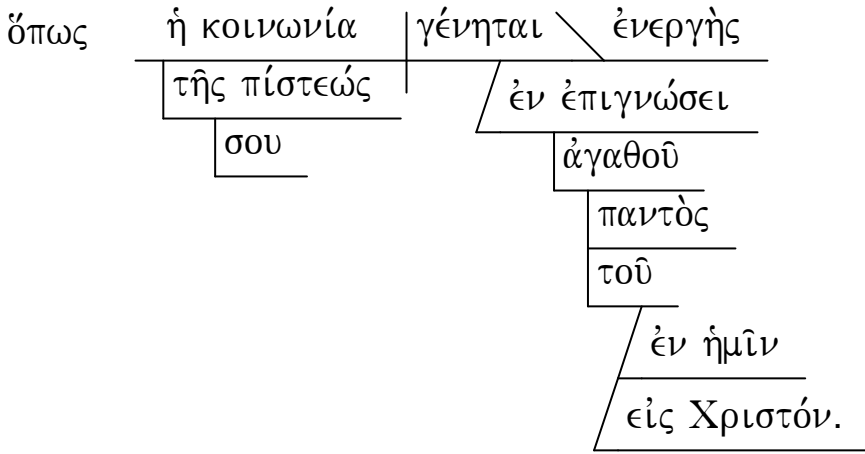 ὅπως ἡ κοινωνία γένηται ἐνεργὴς
τῆς πίστεώς ἐν ἐπιγνώσει
σου
ἀγαθοῦ
παντὸς
τοῦ
ἐν ἡμῖν
εἰς Χριστόν.